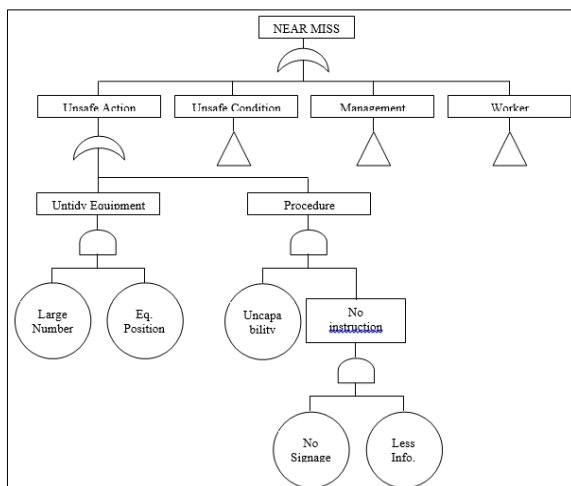 NEAR MISS
Unsafe Action
Unsafe Condition
Management
Worker
Untidy Equipment
Procedure
Large
Number
Eq.
Position
Uncapa
bility
No
instruction
No
Signage
Less
Info.